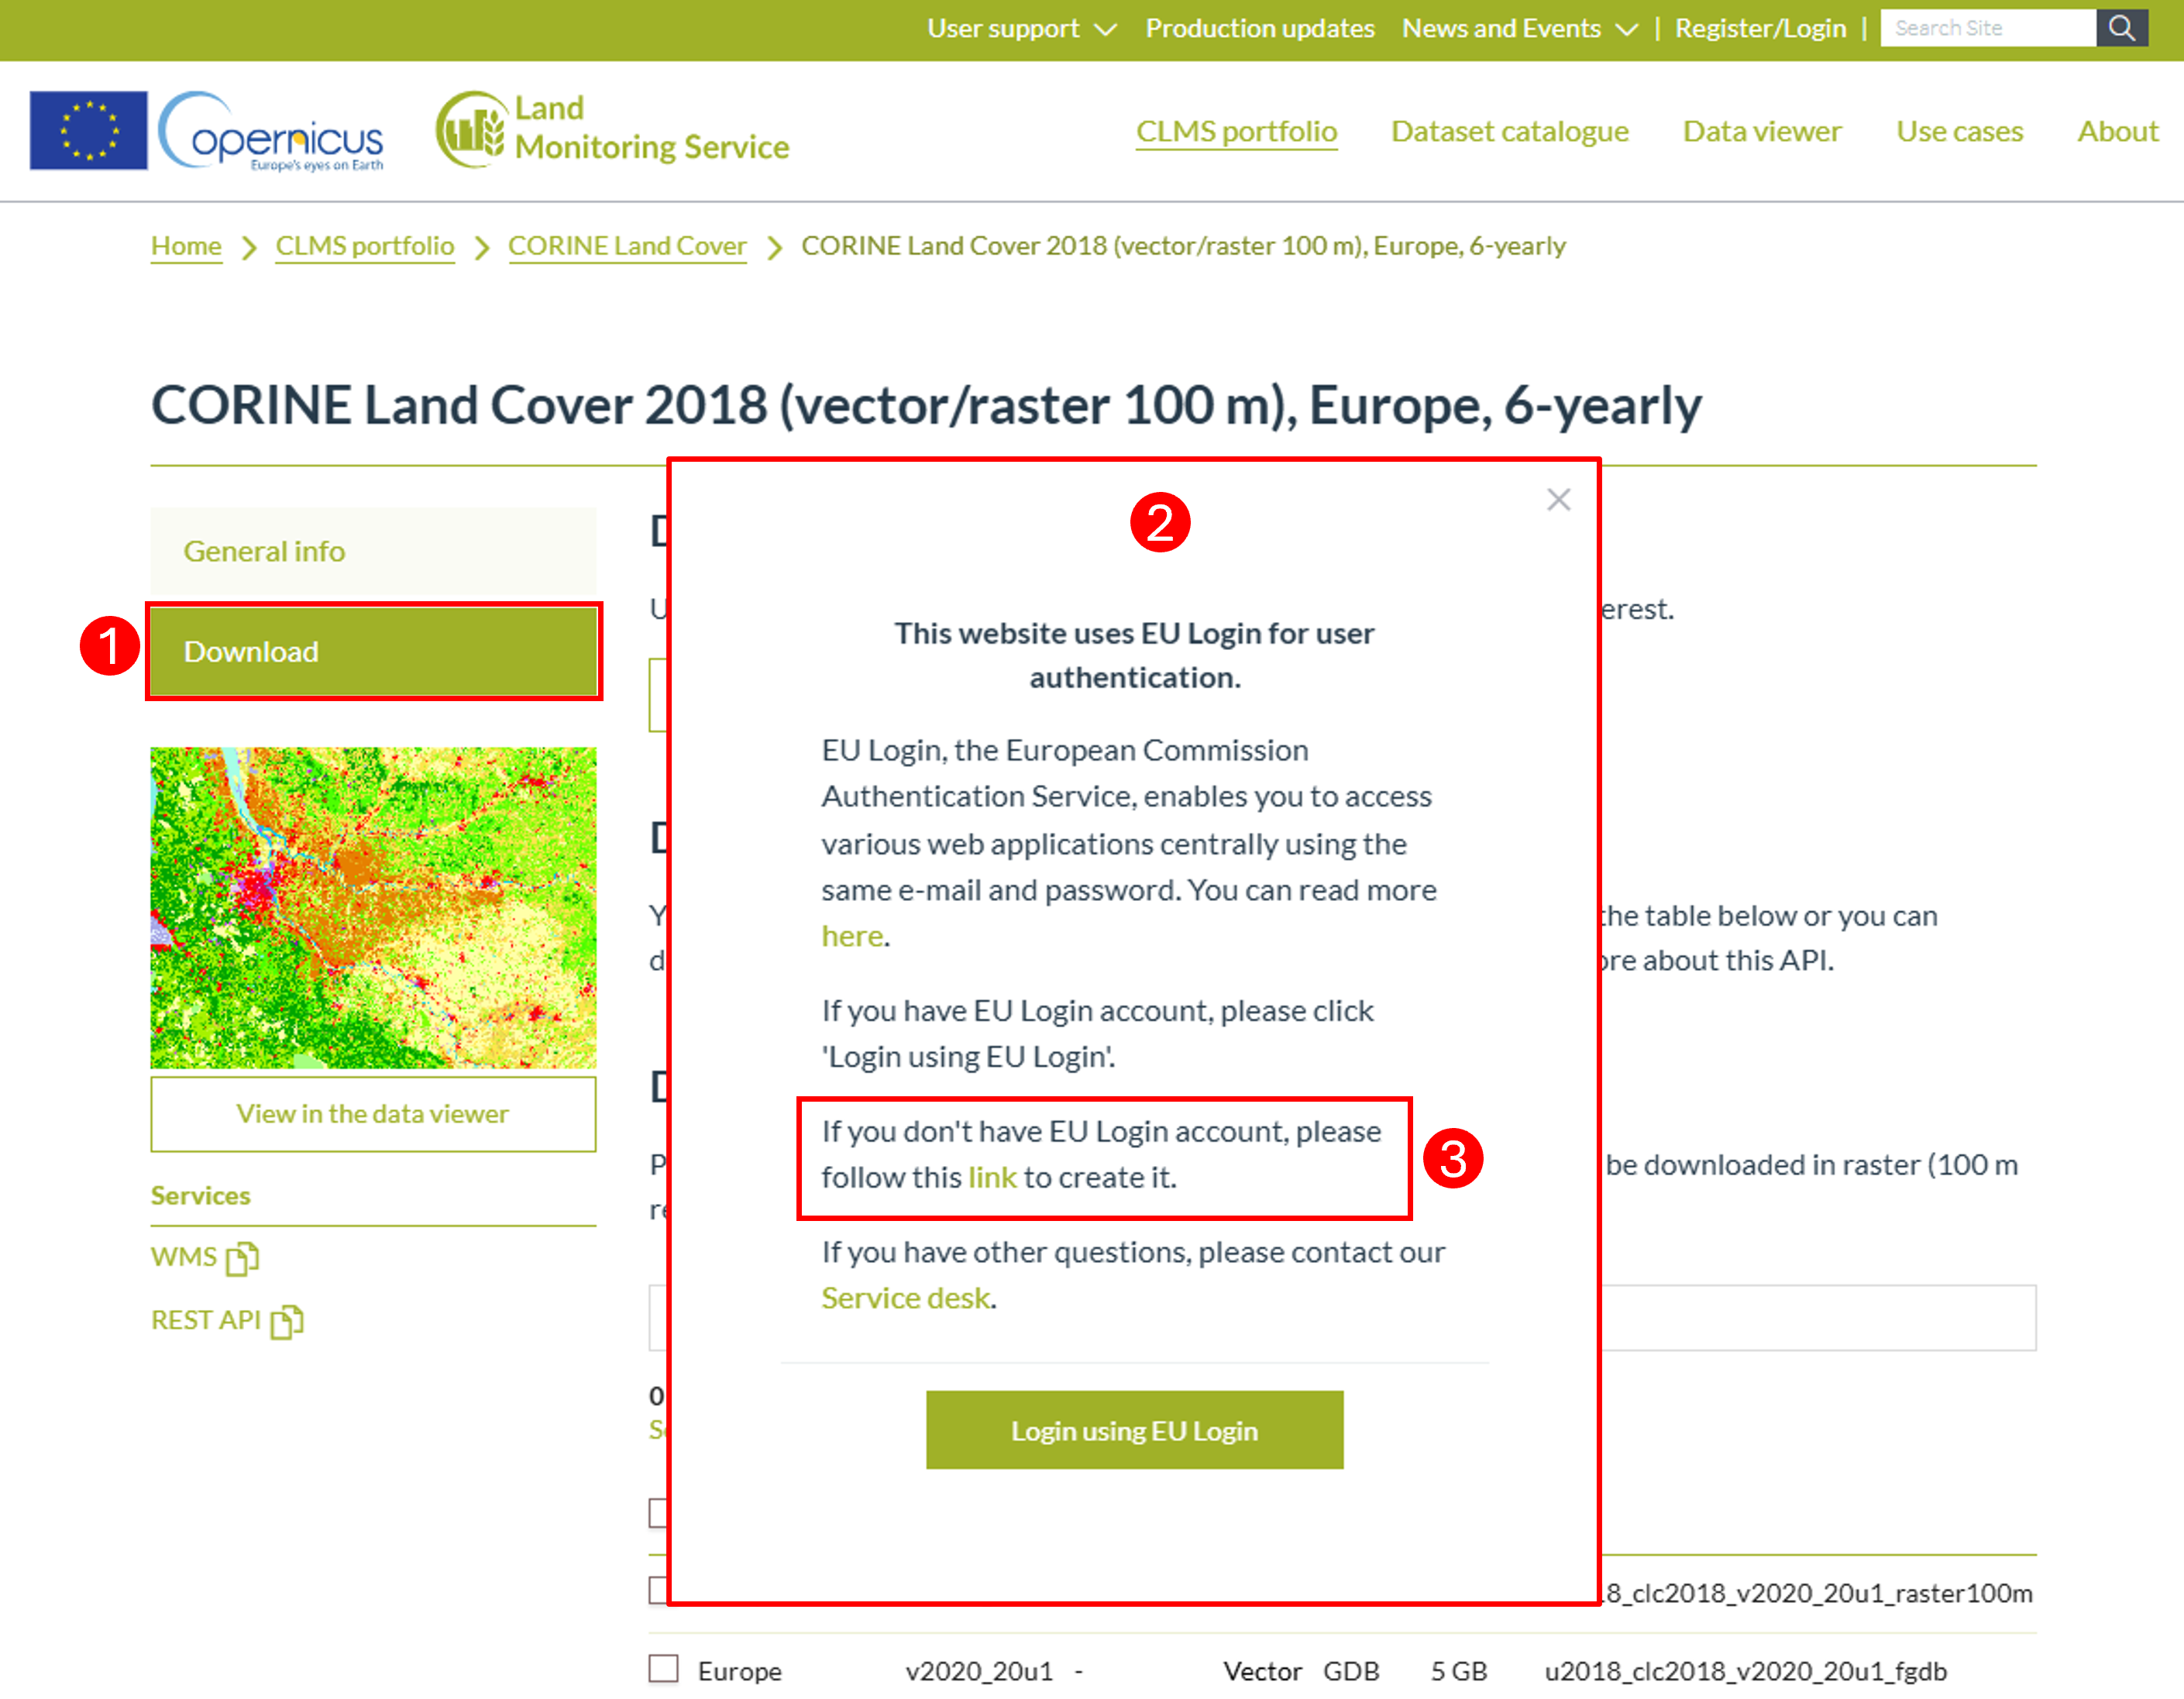 User support Production updates News and Events | Register/Login | Search Site
Copernicus
Europe's eyes on Earth
Land
Monitoring Service
CLMS portfolio Dataset catalogue Data viewer Use cases About
Home CLMS portfolio CORINE Land Cover CORINE Land Cover 2018 (vector/raster 100 m), Europe, 6-yearly
CORINE Land Cover 2018 (vector/raster 100 m), Europe, 6-yearly
General info
1
Download
View in the data viewer
Services
WMS
REST API
2
This website uses EU Login for user
authentication.
EU Login, the European Commission
Authentication Service, enables you to access
various web applications centrally using the
same e-mail and password. You can read more
here.
If you have EU Login account, please click
'Login using EU Login'.
If you don't have EU Login account, please
follow this link to create it.
3
If you have other questions, please contact our
Service desk.
Login using EU Login
the table below or you can
about this API.
be downloaded in raster (100 m
8_clc2018_v2020_20u1_raster100m
Europe v2020_20u1 - Vector GDB 5 GB u2018_clc2018_v2020_20u1_fgdb